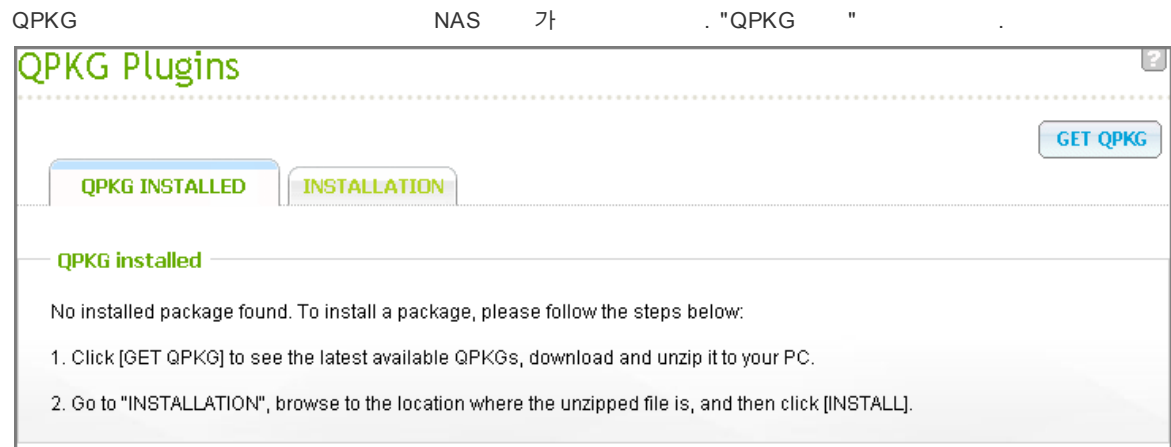 QPKG NAS 가 . "QPKG " .
QPKG Plugins
?
GET QPKG
QPKG INSTALLED
INSTALLATION
QPKG installed
No installed package found. To install a package, please follow the steps below:
1. Click [GET QPKG] to see the latest available QPKGs, download and unzip it to your PC.
2. Go to "INSTALLATION", browse to the location where the unzipped file is, and then click [INSTALL].